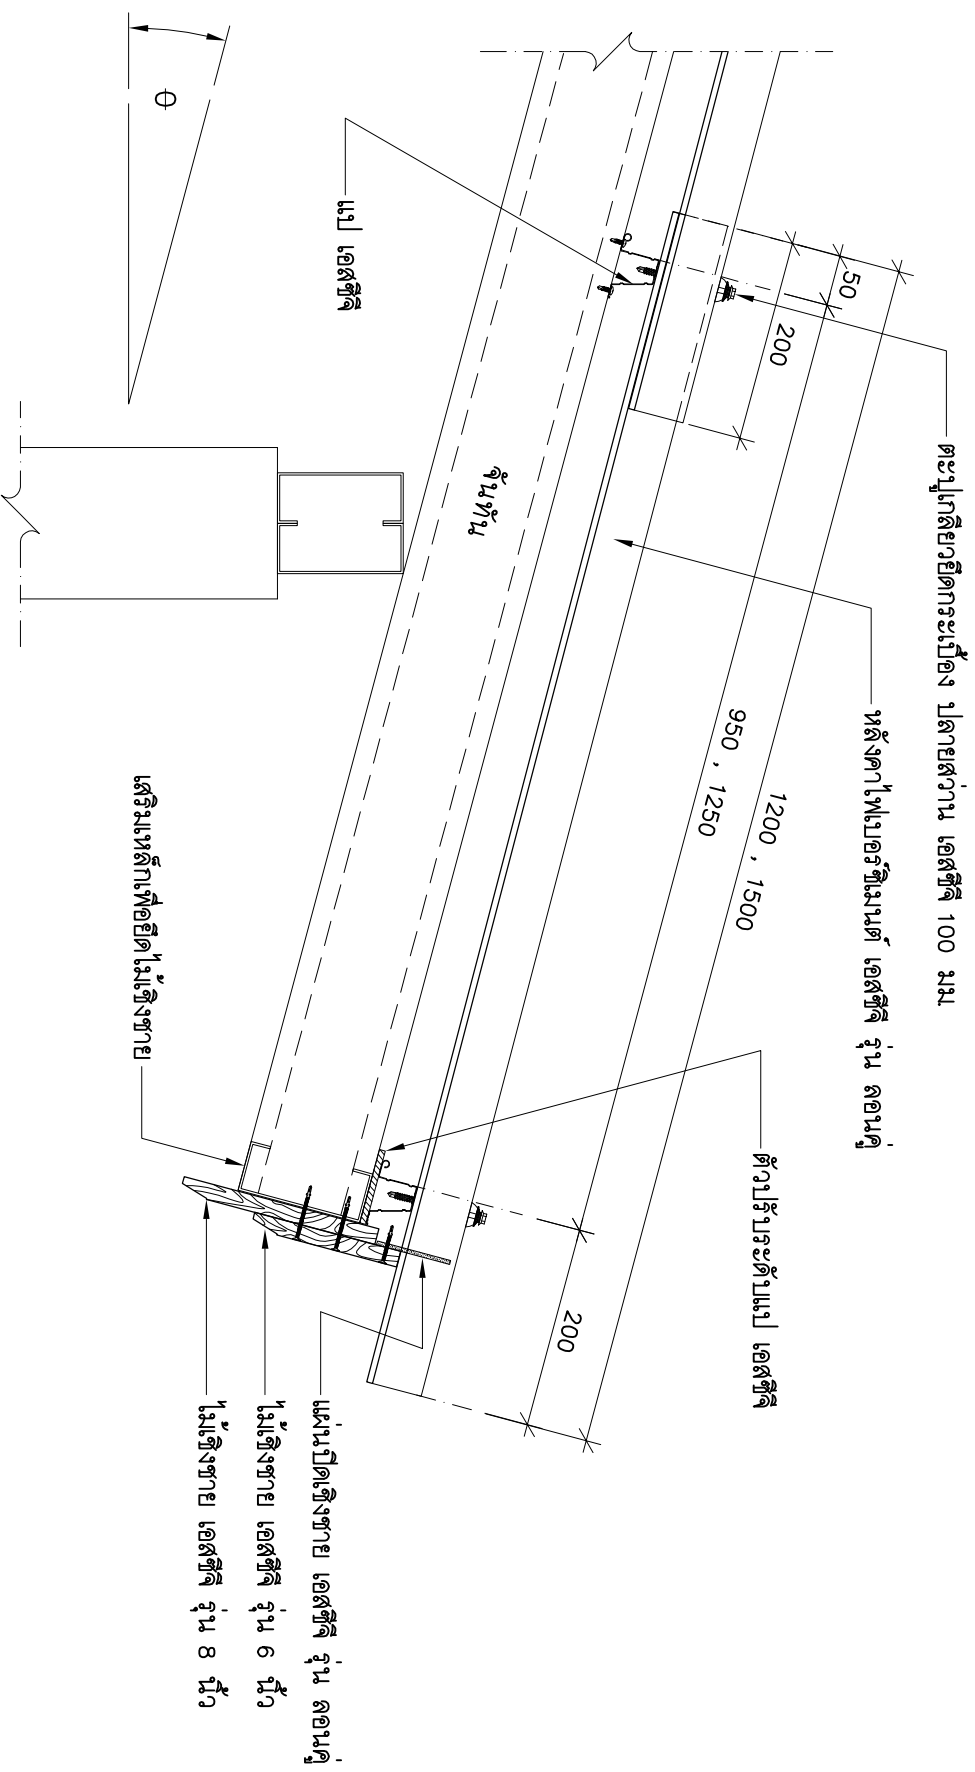 ตะปูเกลียวยึดกระเบื้อง ปลายสว่าน เอสซีจี 100 มม.
หลังคาไฟเบอร์ซีเมนต์ เอสซีจี รุ่น ลอนคู่
ตัวปรับระดับแป เอสซีจี
1200 , 1500
950 , 1250
50
200
200
แป เอสซีจี
จันทัน
θ
เสริมเหล็กเพื่อยึดไม้เชิงชาย
แผ่นปิดเชิงชาย เอสซีจี รุ่น ลอนคู่
ไม้เชิงชาย เอสซีจี รุ่น 6 นิ้ว
ไม้เชิงชาย เอสซีจี รุ่น 8 นิ้ว